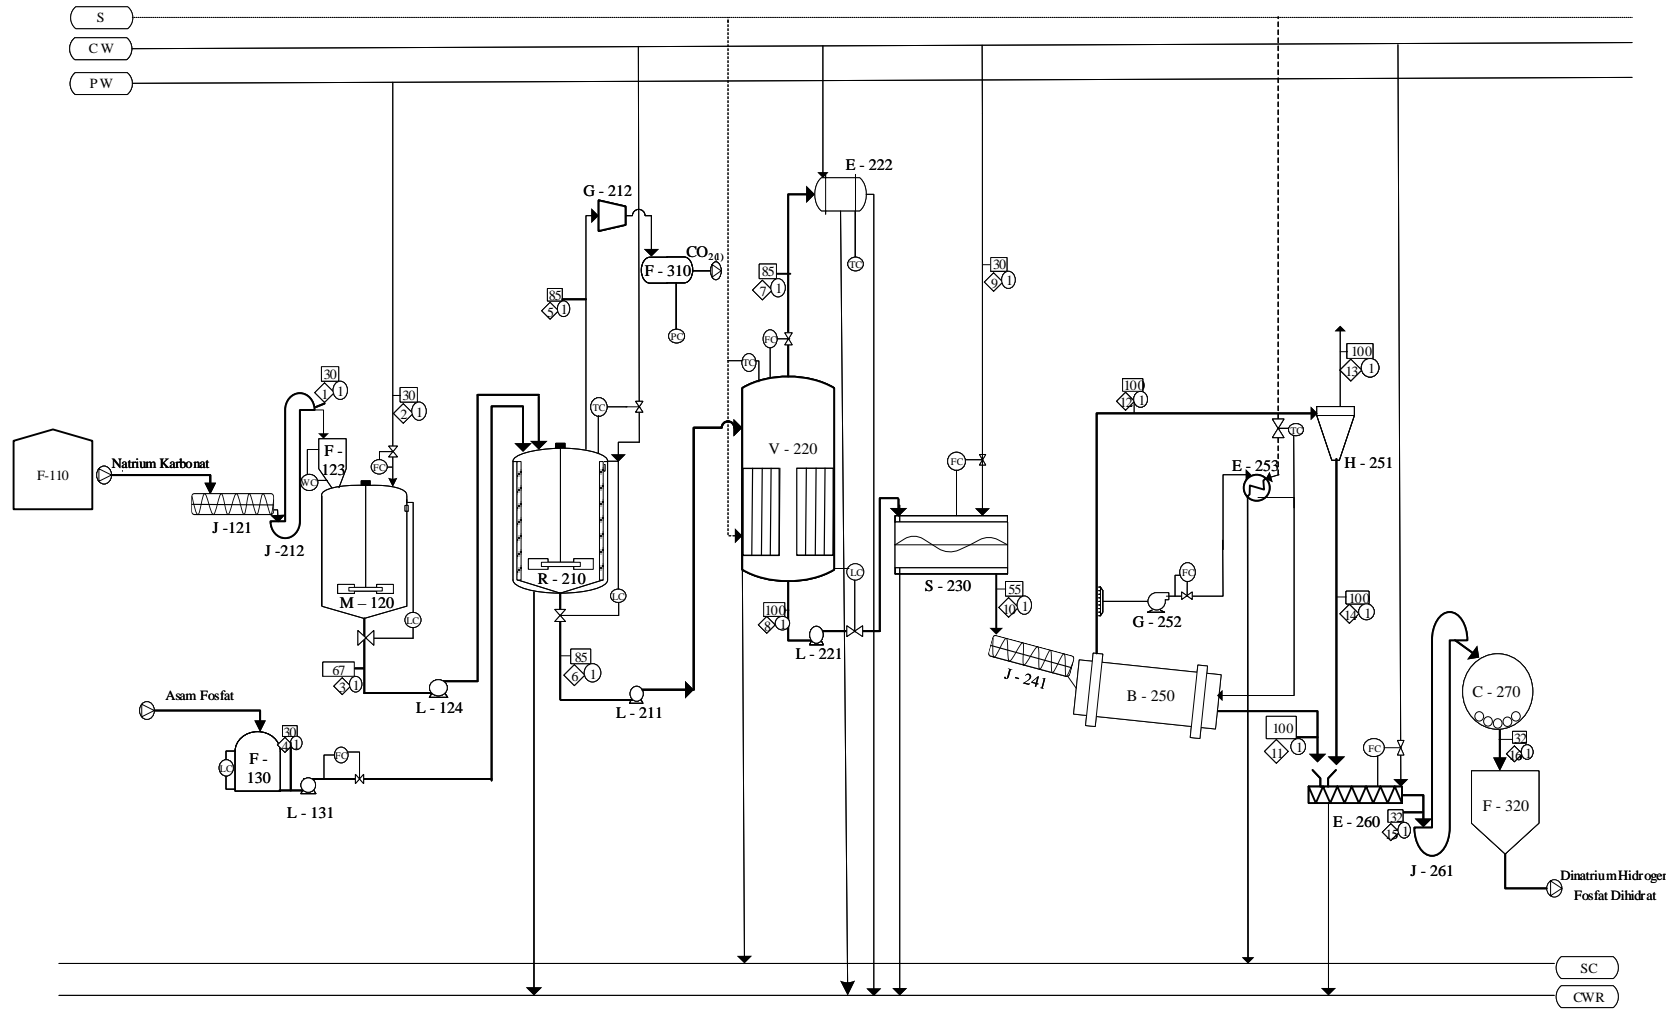 S
CW
PW
E - 222
G - 212
CO2(l)
F - 310
TC
85
5
1
85
7
1
30
9
1
PC
FC
TC
100
13
1
30
1
1
30
2
1
100
12
1
TC
F-110
Natrium Karbonat
F - 123
WC
FC
TC
V - 220
FC
E - 253
H - 251
J -121
J -212
M – 120
R - 210
LC
LC
LC
S - 230
55
10
1
FC
G - 252
100
14
1
100
8
1
L - 221
67
3
1
L - 124
85
6
1
L - 211
J - 241
B - 250
C - 270
Asam Fosfat
30
4
1
LC
F - 130
FC
L - 131
100
11
1
FC
32
16
1
E - 260
32
15
1
F - 320
J - 261
Dinatrium Hidrogen
Fosfat Dihidrat
SC
CWR